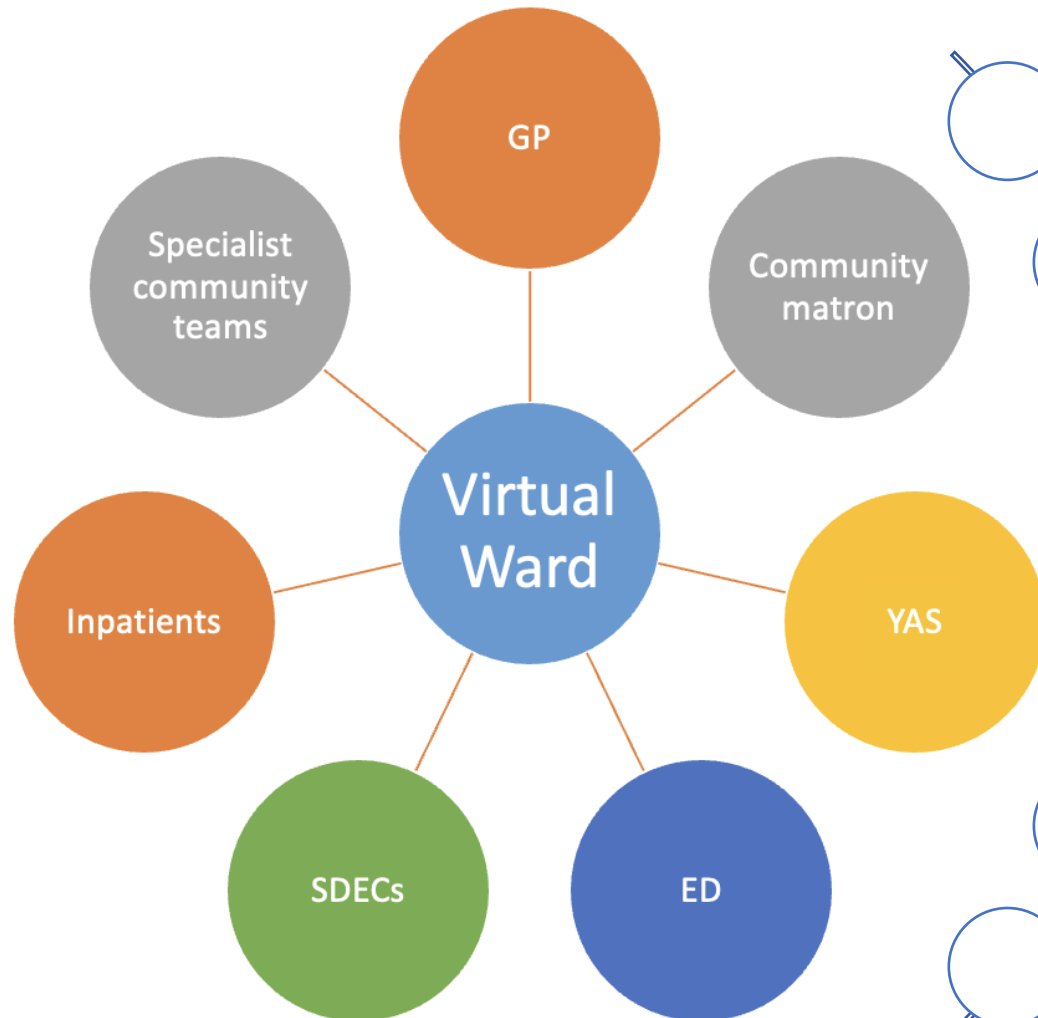 GP
Specialist
community
teams
Community
matron
Virtual
Ward
Inpatients
YAS
SDECs
ED